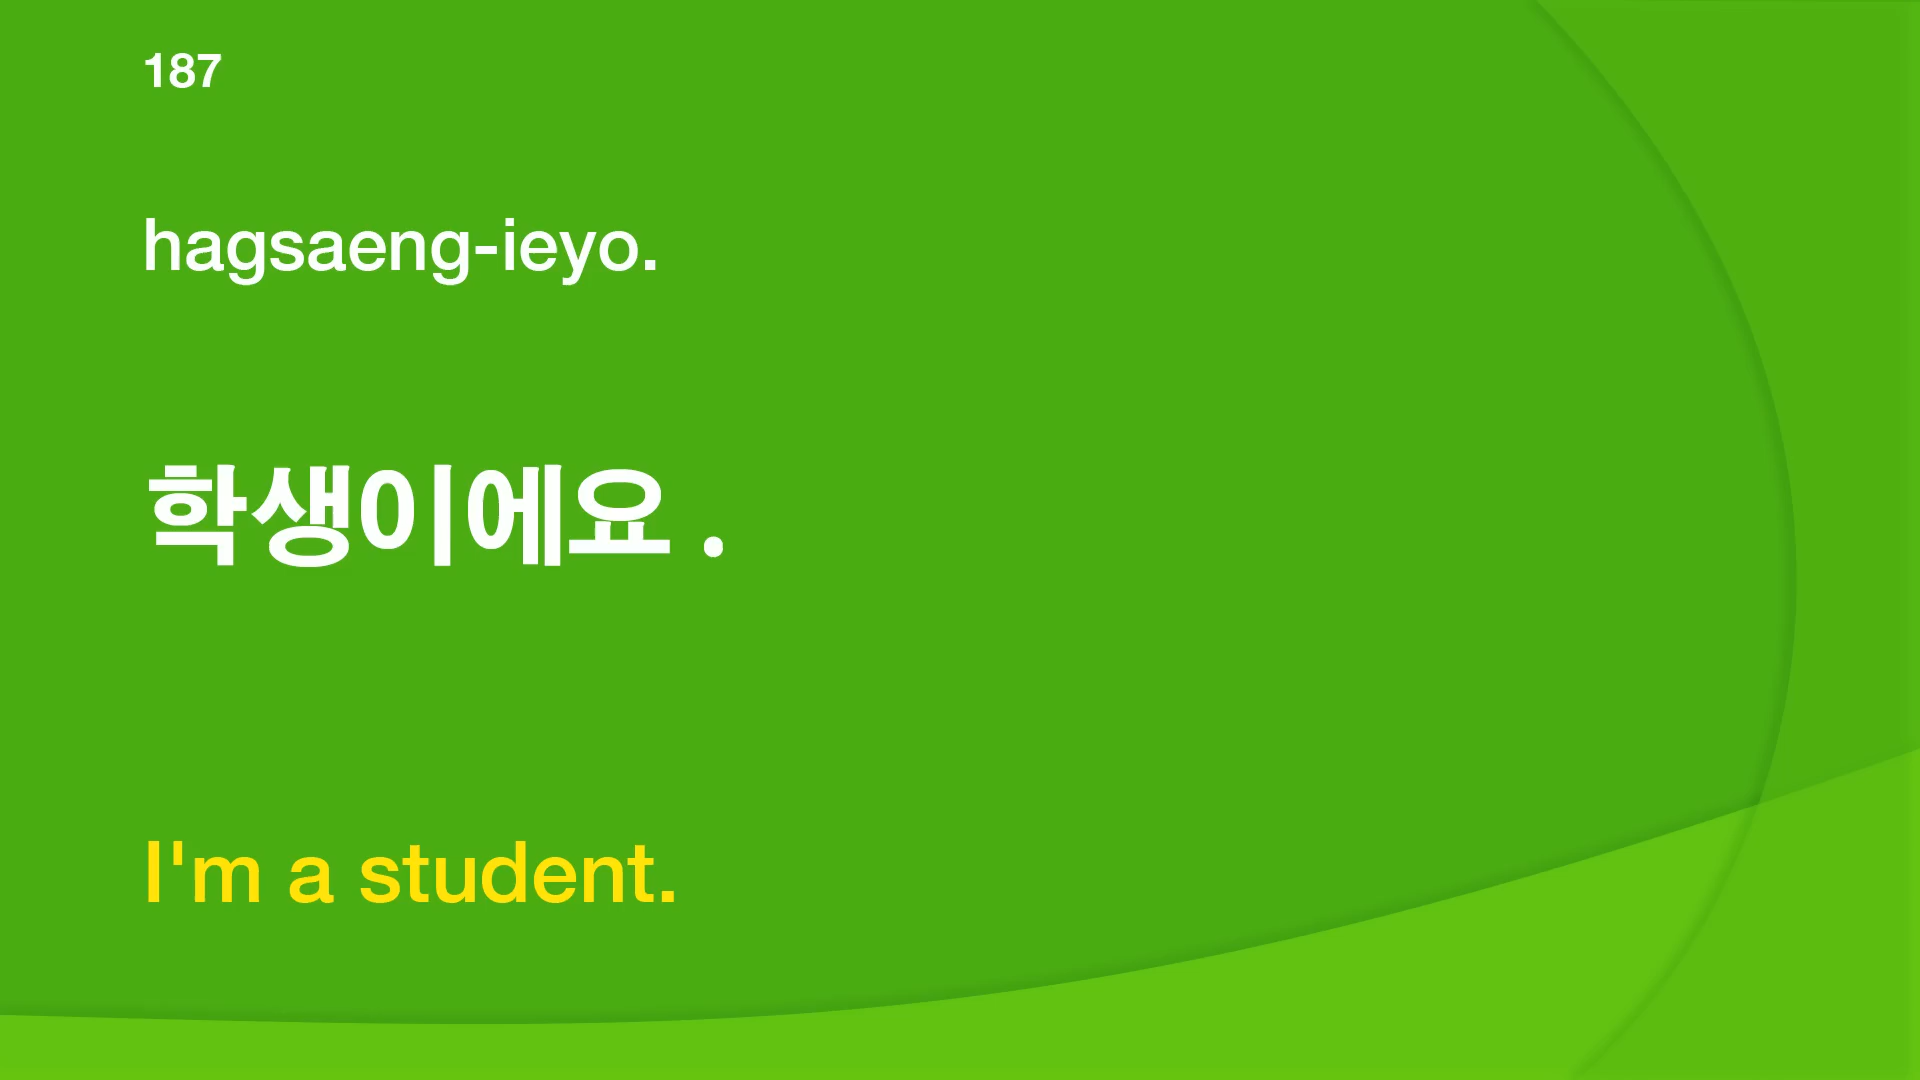 187
hagsaeng-ieyo.
학생이에요 .
I'm a student.